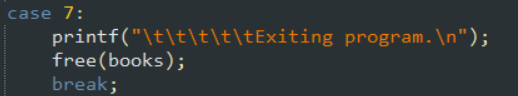 case 7:
printf("\t\t\t\t\tExiting program.\n");
free(books);
break;